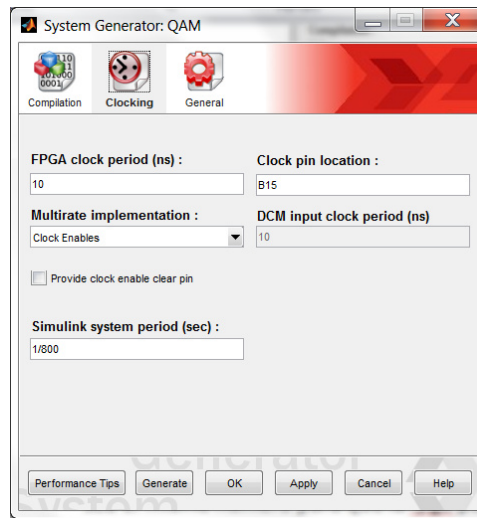 System Generator: QAM
Compilation
Clocking
General
FPGA clock period (ns) :
Clock pin location :
10
B15
Multirate implementation :
DCM input clock period (ns)
Clock Enables
10
Provide clock enable clear pin
Simulink system period (sec) :
1/800
Performance Tips
Generate
OK
Apply
Cancel
Help